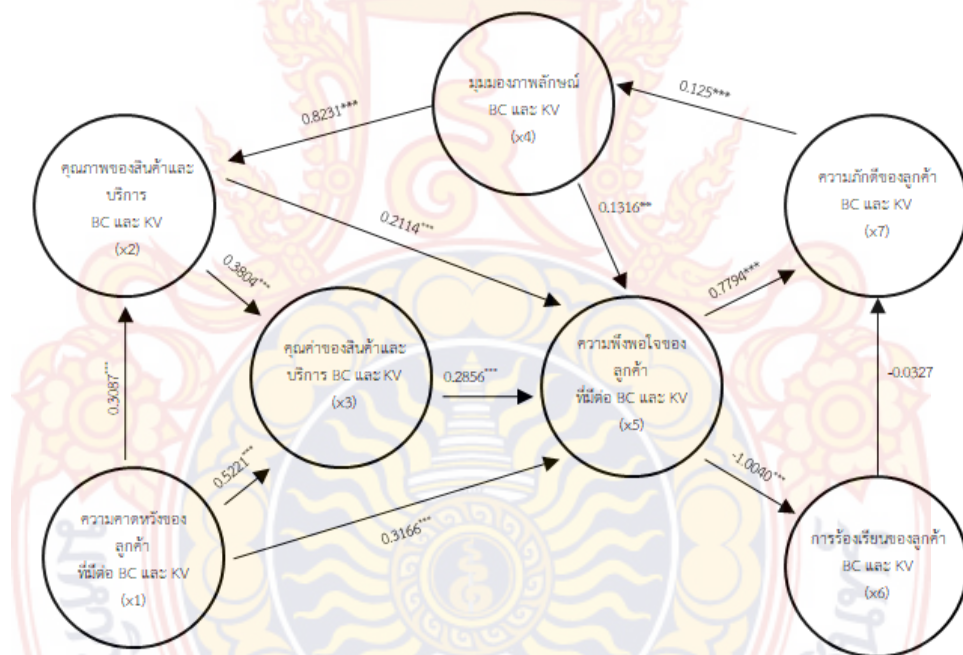 มุมมองภาพลักษณ์
BC และ KV
(x4)
0.8231***
0.125***
คุณภาพของสินค้าและ
บริการ
BC และ KV
(x2)
ความภักดีของลูกค้า
BC และ KV
(x7)
0.2114***
0.1316**
0.3804***
0.7794***
คุณค่าของสินค้าและ
บริการ BC และ KV
(x3)
0.2856***
ความพึงพอใจของ
ลูกค้า
ที่มีต่อ BC และ KV
(x5)
-0.0327
0.3087***
0.5221***
-1.0040***
0.3166***
ความคาดหวังของ
ลูกค้า
ที่มีต่อ BC และ KV
(x1)
การร้องเรียนของลูกค้า
BC และ KV
(x6)